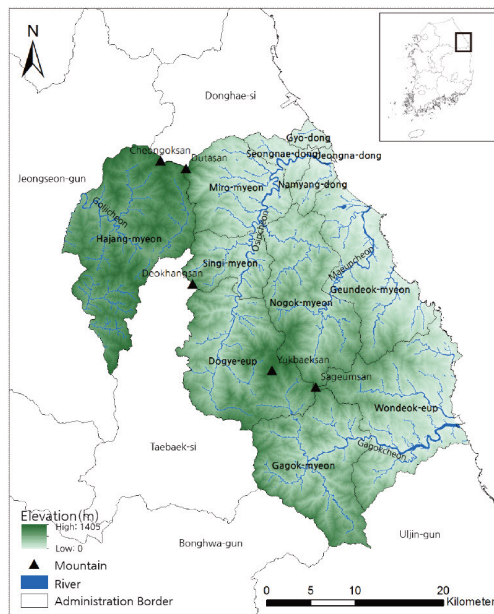 N
Donghae-si
Gyo-dong
Seongnae-dong
Jeongna-dong
Cheongoksan
Dutasan
Jeongseon-gun
Miro-myeon
Namyang-dong
Golijcheon
Osipcheon
Hajang-myeon
Singi-myeon
Maeupcheon
Deokhangsan
Geundeok-myeon
Nogok-myeon
Dogye-eup
Yukbaeksan
Sageumsan
Wondeok-eup
Taebaek-si
Gagokcheon
Gagok-myeon
Elevation(m)
High: 1405
Low: 0
Uljin-gun
Bonghwa-gun
Mountain
River
Administration Border
0 5 10 20
Kilometer